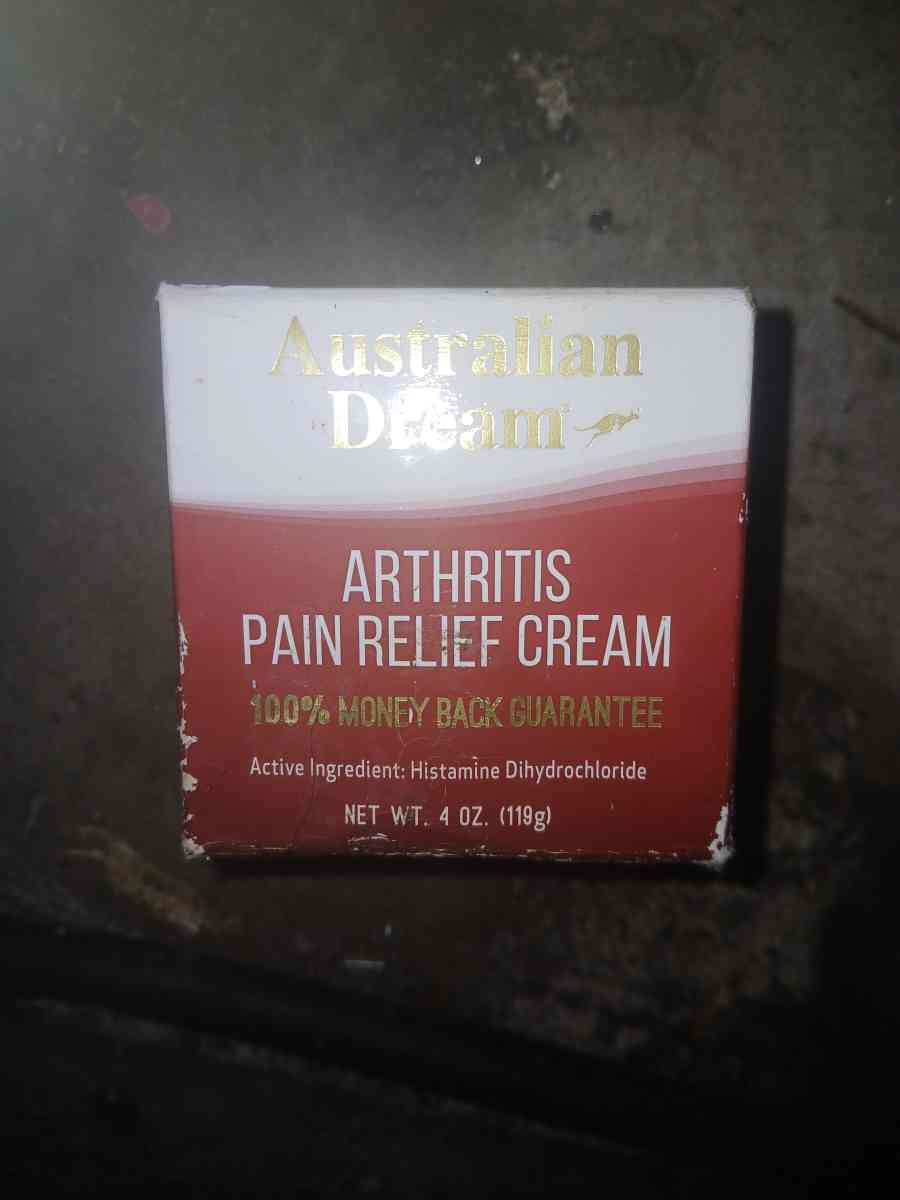 Australian
Dream®
ARTHRITIS
PAIN RELIEF CREAM
100% MONEY BACK GUARANTEE
Active Ingredient: Histamine Dihydrochloride
NET WT. 4 OZ. (119g)